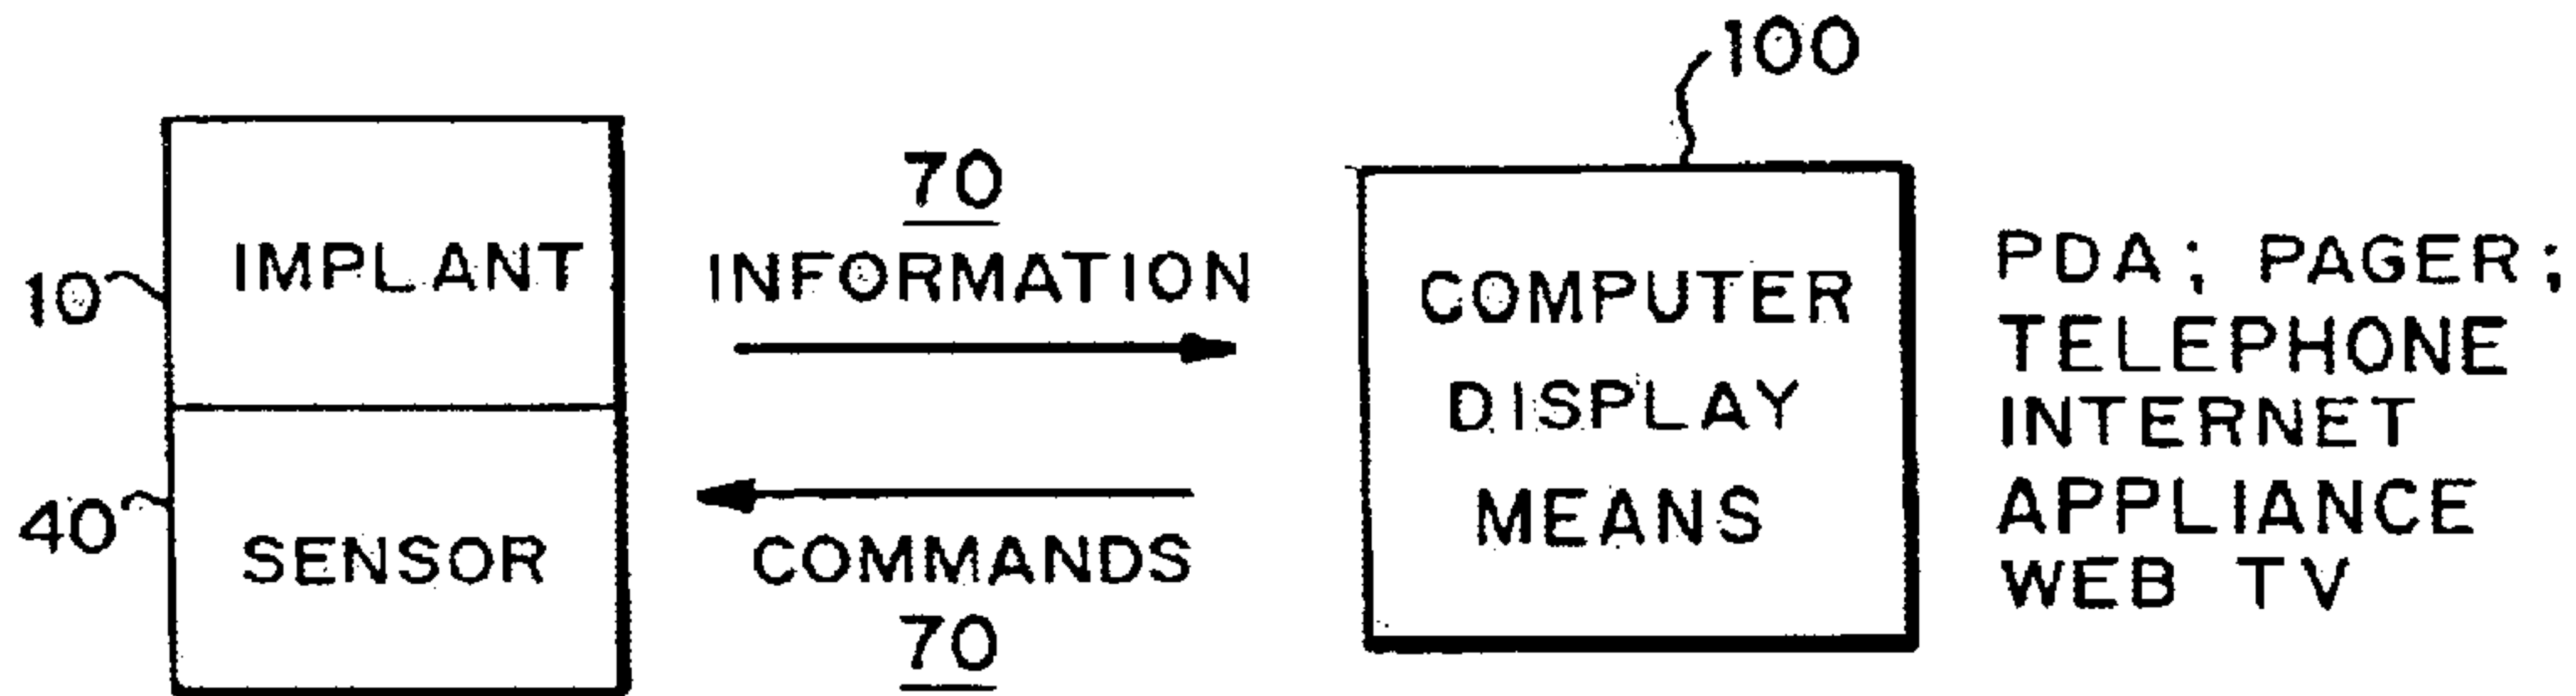 100
IMPLANT
10
SENSOR
40
70
INFORMATION
COMMANDS
70
COMPUTER
DISPLAY
MEANS
PDA; PAGER;
TELEPHONE
INTERNET
APPLIANCE
WEB TV